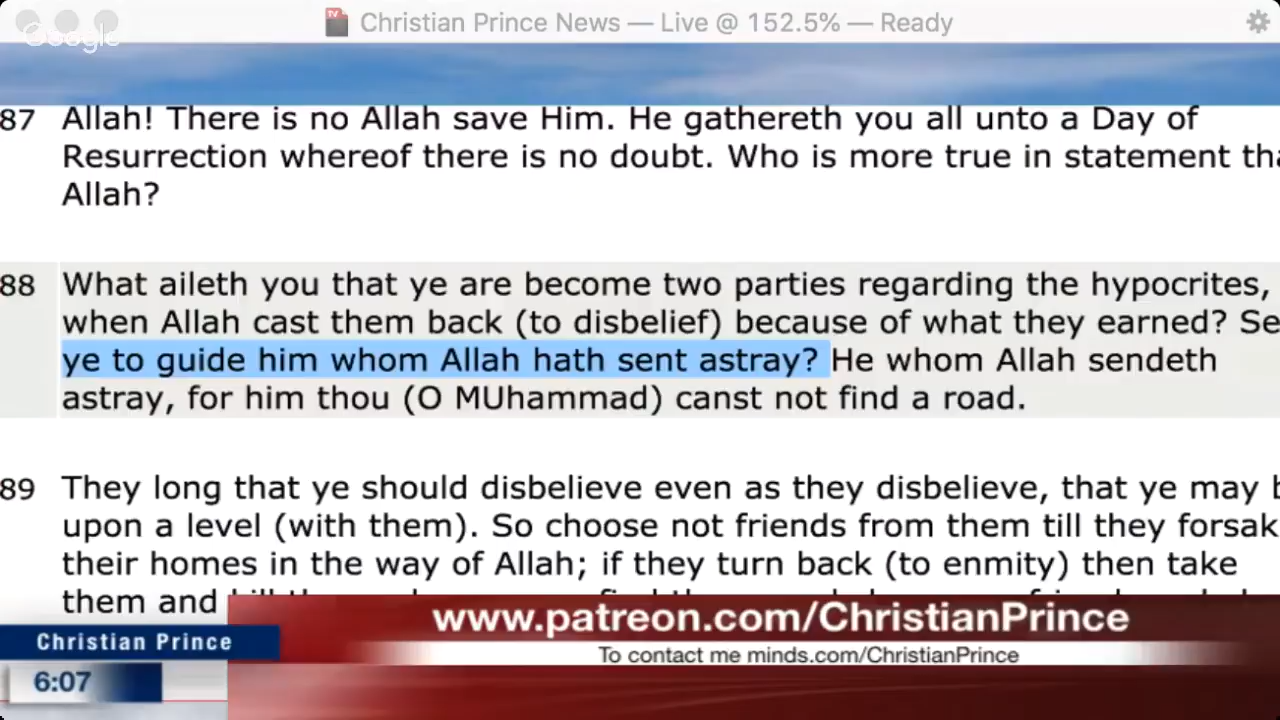 Christian Prince News — Live @ 152.5% — Ready
Google
87 Allah! There is no Allah save Him. He gathereth you all unto a Day of
Resurrection whereof there is no doubt. Who is more true in statement
Allah?
88 What aileth you that ye are become two parties regarding the hypocrites,
when Allah cast them back (to disbelief) because of what they earned?
ye to guide him whom Allah hath sent astray? He whom Allah sendeth
astray, for him thou (O MUhammad) canst not find a road.
89 They long that ye should disbelieve even as they disbelieve, that ye may
upon a level (with them). So choose not friends from them till they
their homes in the way of Allah; if they turn back (to enmity) then take
them and
www.patreon.com/ChristianPrince
Christian Prince
To contact me minds.com/ChristianPrince
6:07